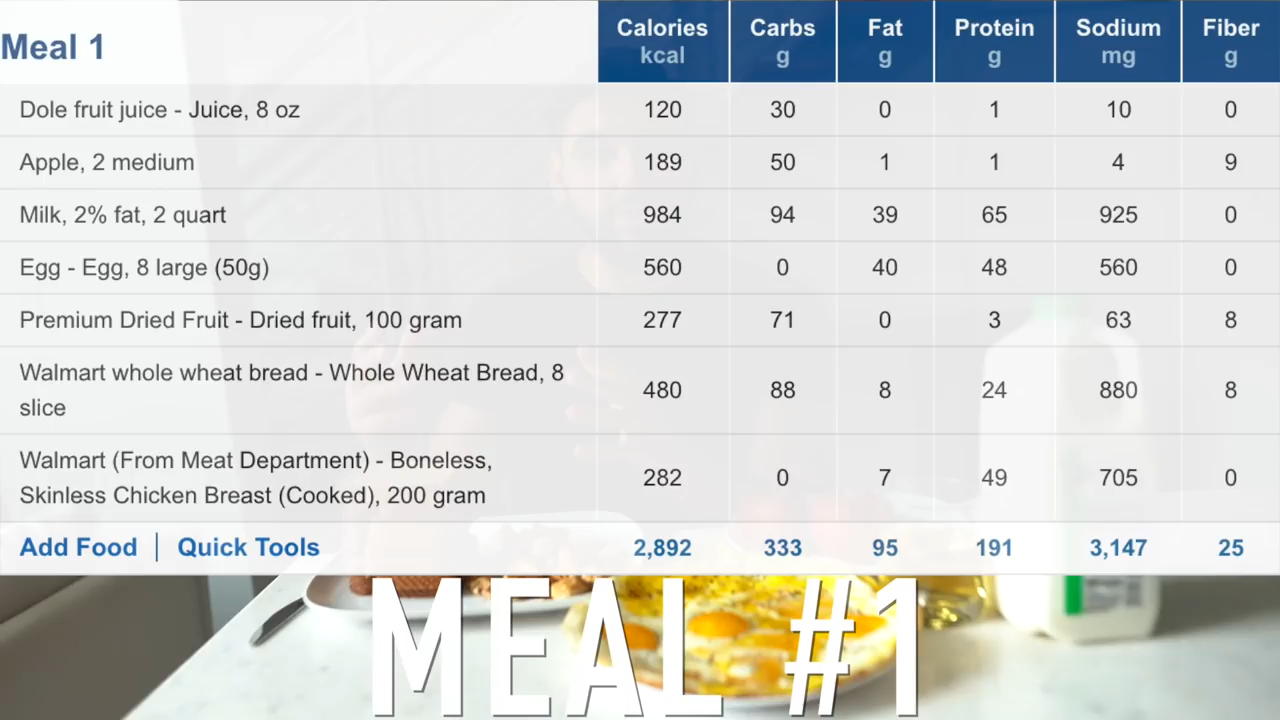 Meal 1 Calories Carbs Fat Protein Sodium Fiber
kcal g g g mg g
Dole fruit juice - Juice, 8 oz 120 30 0 1 10 0
Apple, 2 medium 189 50 1 1 4 9
Milk, 2% fat, 2 quart 984 94 39 65 925 0
Egg - Egg, 8 large (50g) 560 0 40 48 560 0
Premium Dried Fruit - Dried fruit, 100 gram 277 71 0 3 63 8
Walmart whole wheat bread - Whole Wheat Bread, 8
slice 480 88 8 24 880 8
Walmart (From Meat Department) - Boneless,
Skinless Chicken Breast (Cooked), 200 gram 282 0 7 49 705 0
Add Food | Quick Tools 2,892 333 95 191 3,147 25
MEAL #1